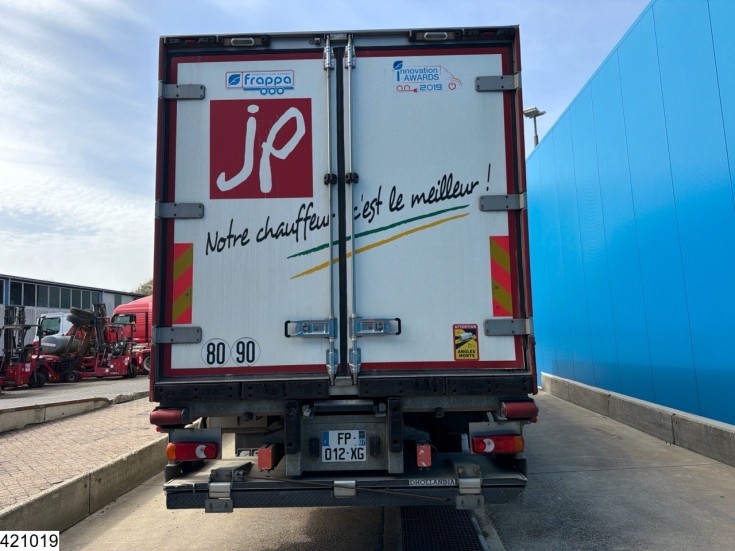 frappa
Innovation
AWARDS
2019
jp
Notre chauffeur c'est le meilleur !
80 90
ATTENTION
ANGLES
MORTS
FP-
012-XG
DHOLLANDIA
421019